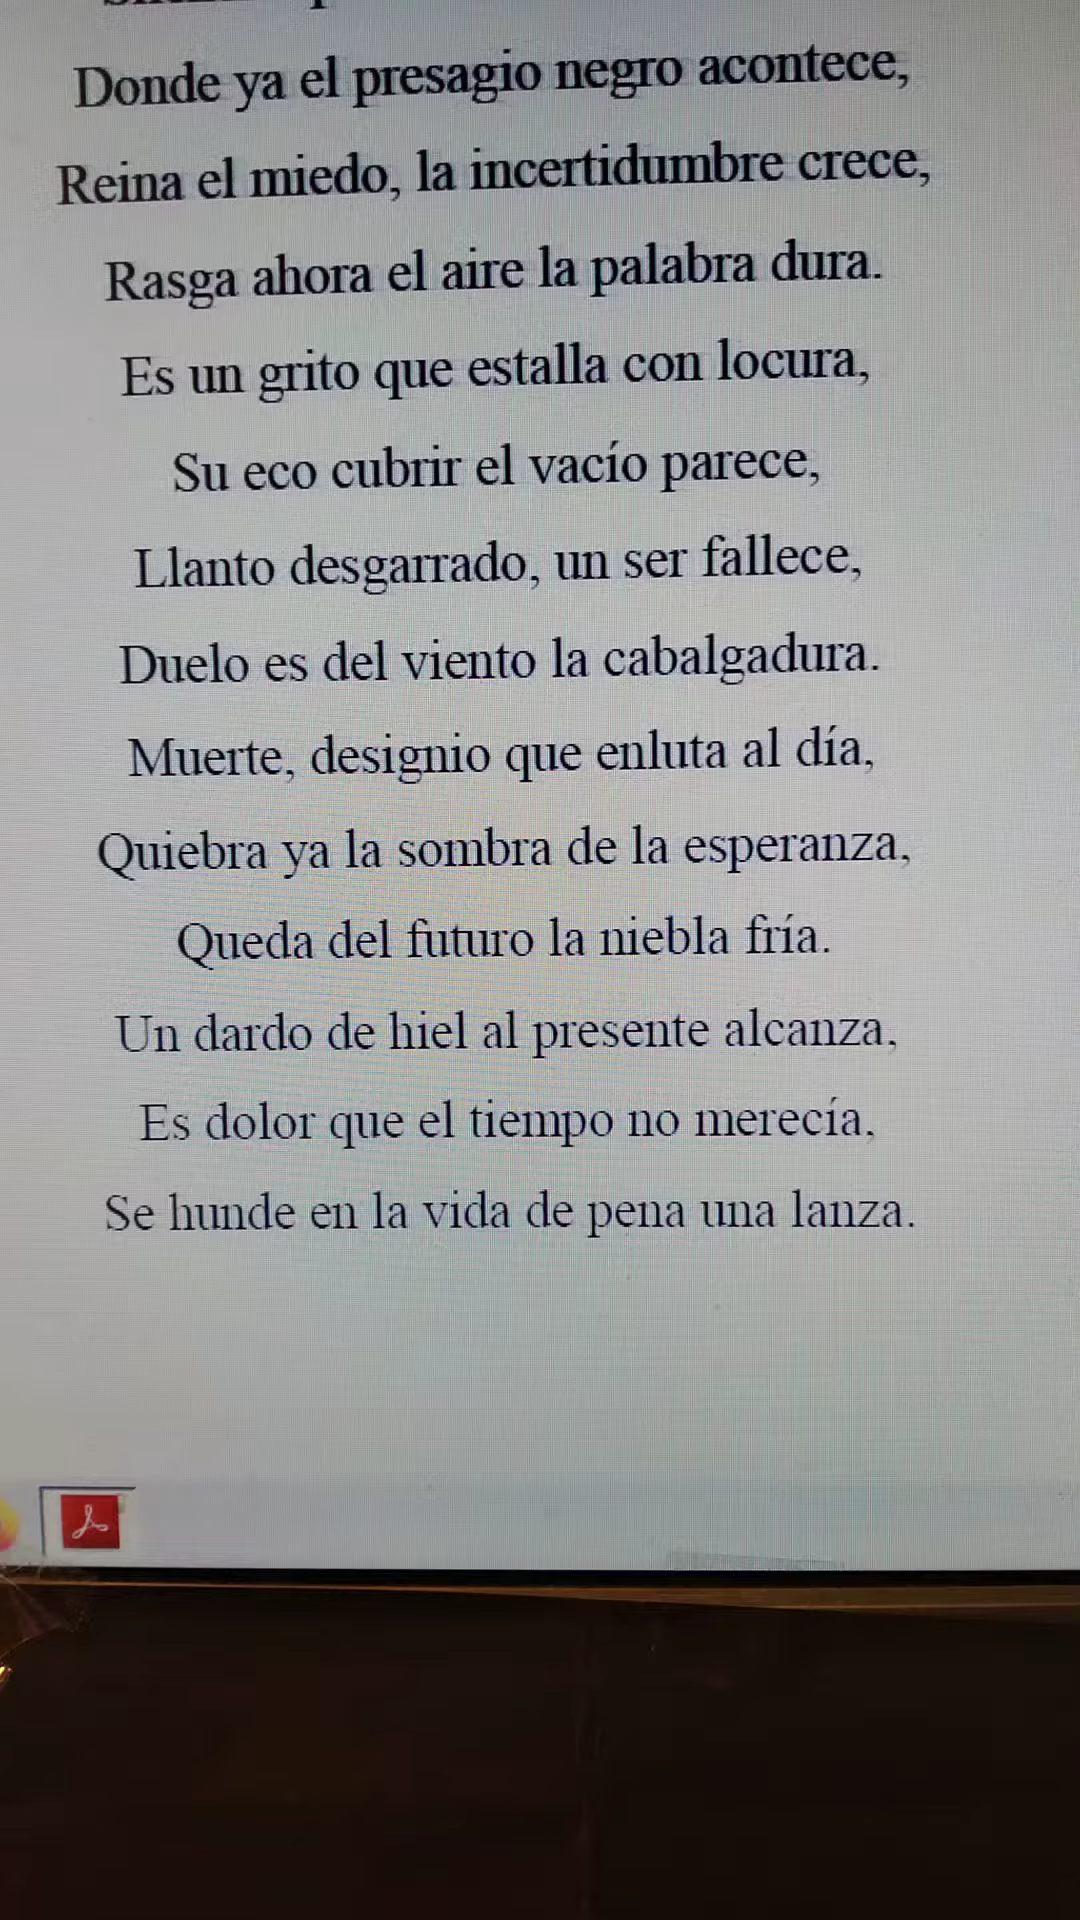 Donde ya el presagio negro acontece,
Reina el miedo, la incertidumbre crece,
Rasga ahora el aire la palabra dura.
Es un grito que estalla con locura,
Su eco cubrir el vacío parece,
Llanto desgarrado, un ser fallece,
Duelo es del viento la cabalgadura.
Muerte, designio que enluta al día,
Quiebra ya la sombra de la esperanza,
Queda del futuro la niebla fría.
Un dardo de hiel al presente alcanza,
Es dolor que el tiempo no merecía,
Se hunde en la vida de pena una lanza.